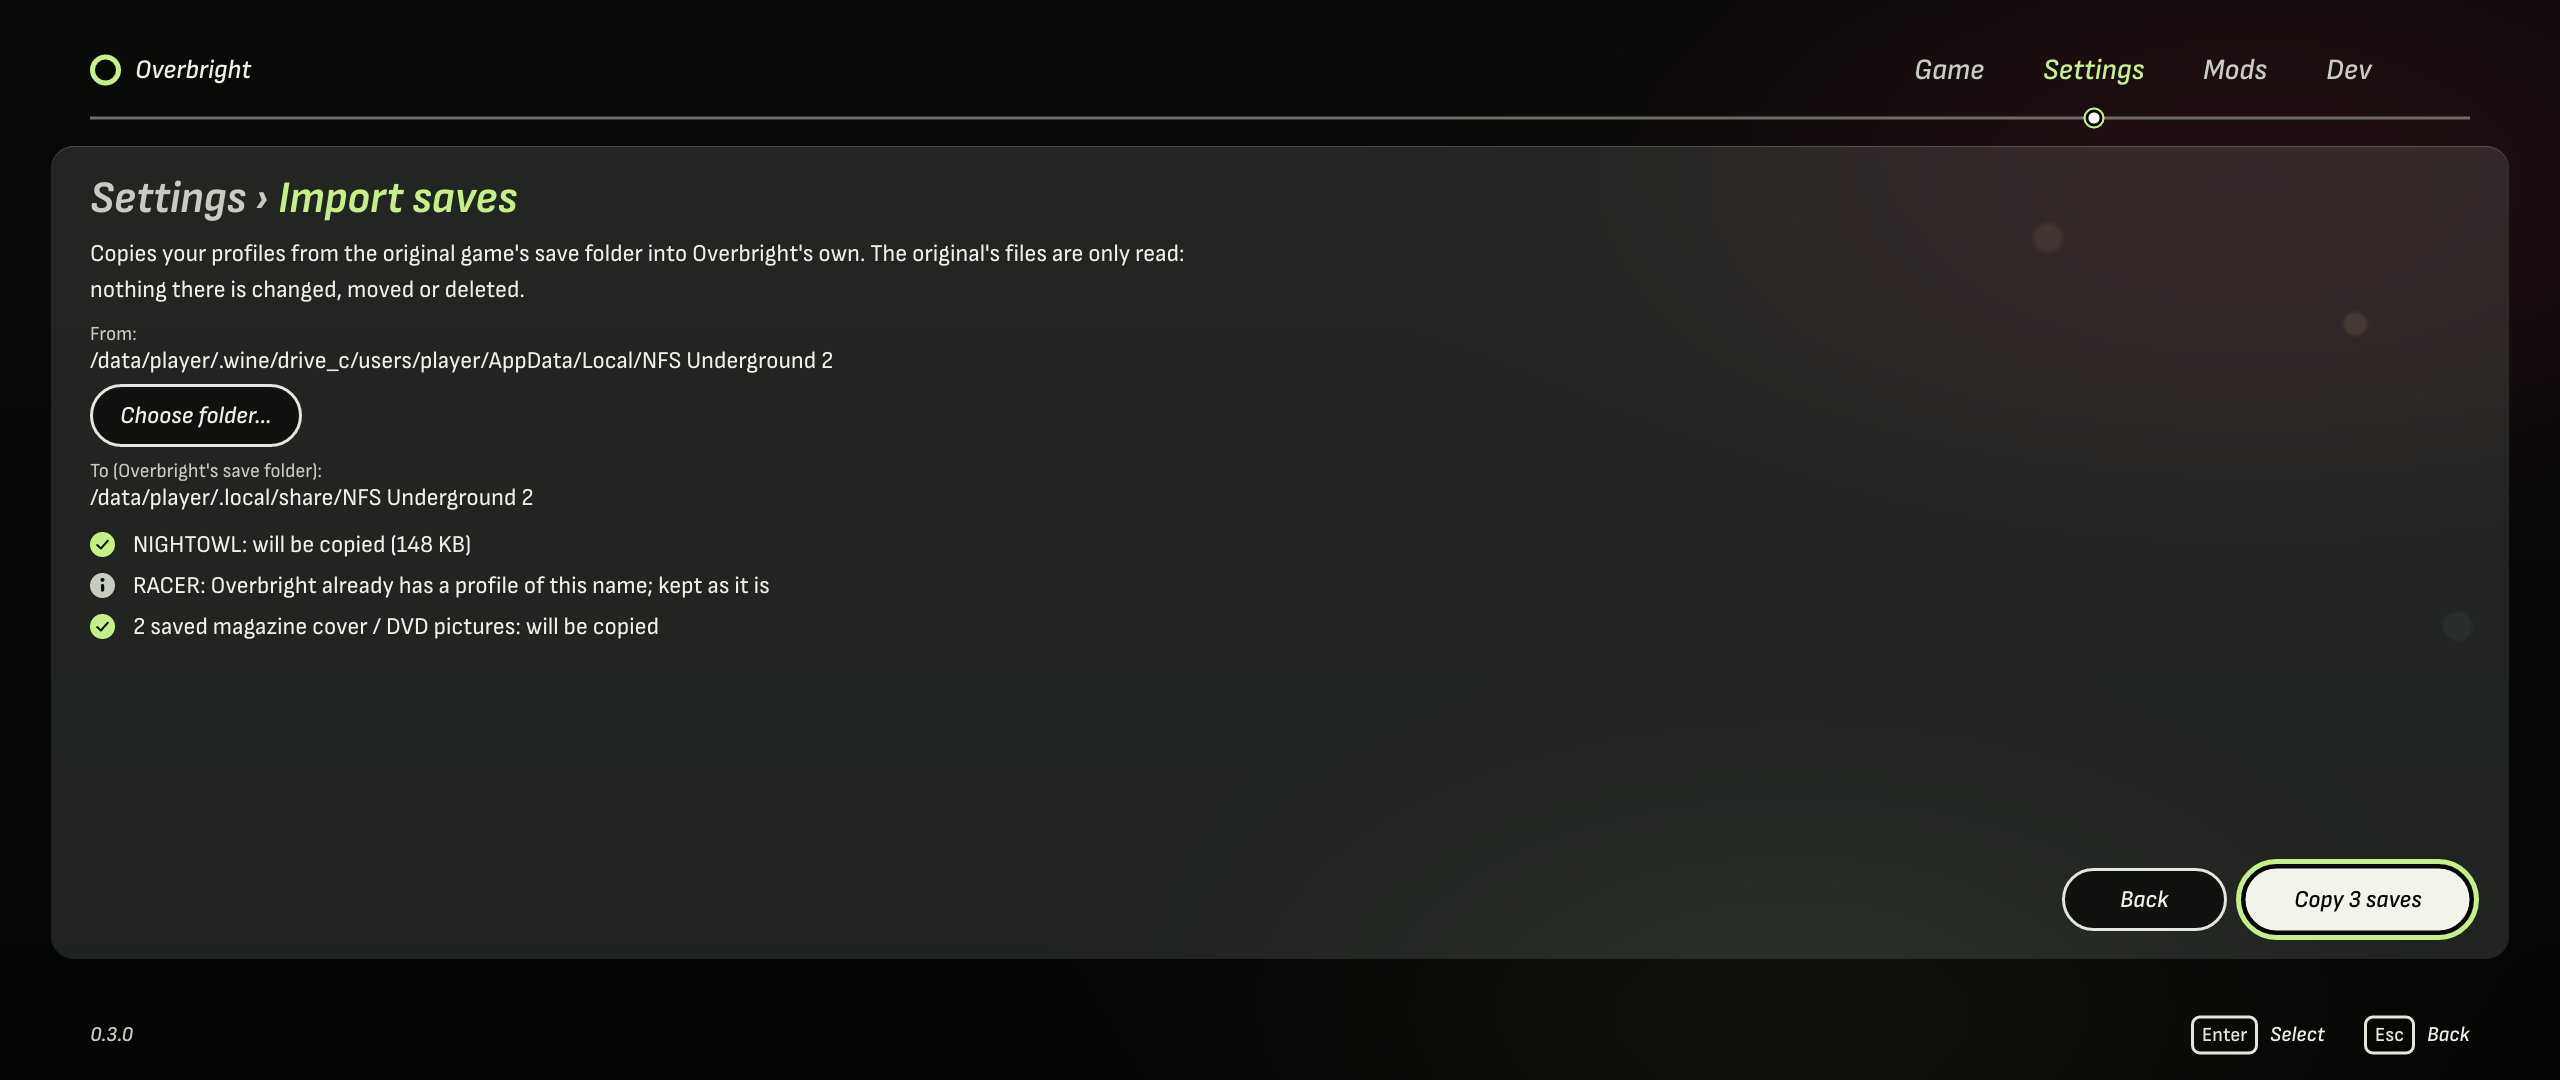 Overbright
Game Settings Mods Dev
Settings › Import saves
Copies your profiles from the original game's save folder into Overbright's own. The original's files are only read:
nothing there is changed, moved or deleted.
From:
/data/player/.wine/drive_c/users/player/AppData/Local/NFS Underground 2
Choose folder...
To (Overbright's save folder):
/data/player/.local/share/NFS Underground 2
NIGHTOWL: will be copied (148 KB)
RACER: Overbright already has a profile of this name; kept as it is
2 saved magazine cover / DVD pictures: will be copied
Back Copy 3 saves
0.3.0 Enter Select Esc Back